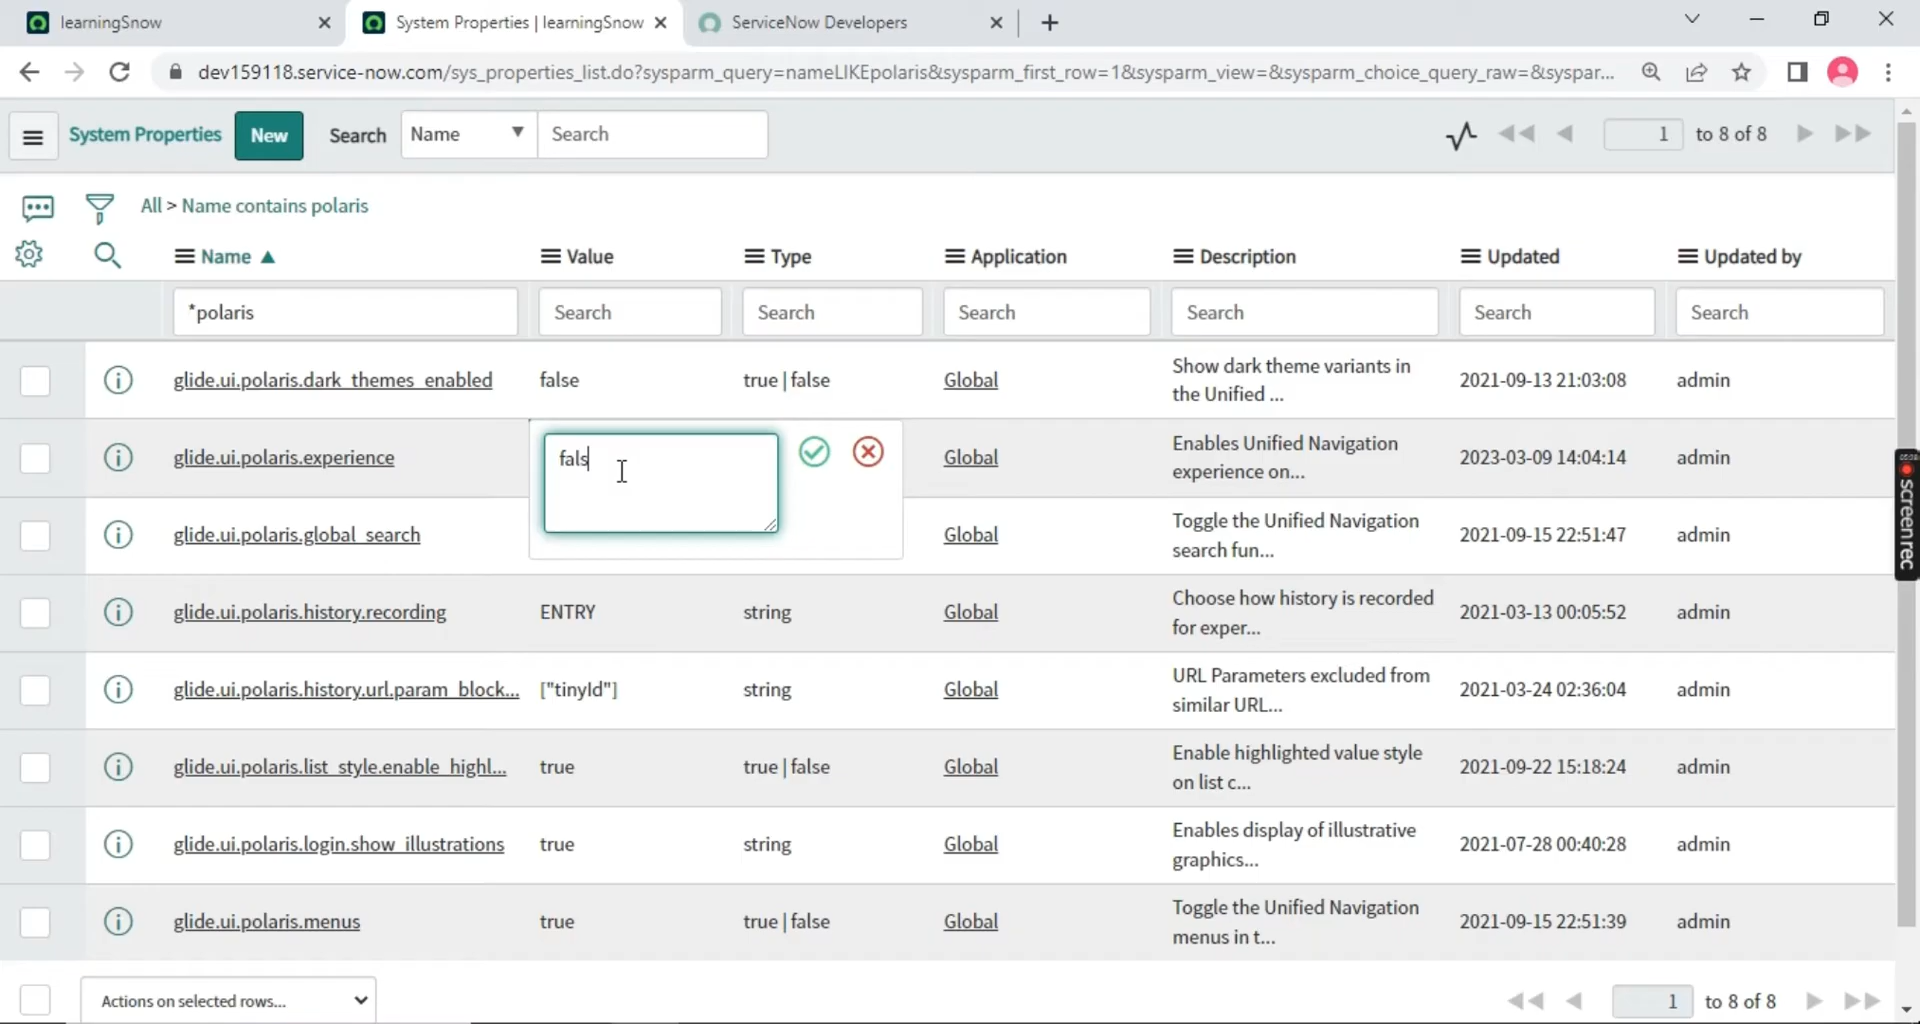 learningSnow
System Properties | learningSnow
ServiceNow Developers
dev159118.service-now.com/sys_properties_list.do?sysparm_query=nameLIKEpolaris&sysparm_first_row=1&sysparm_view=&sysparm_choice_query_raw=&syspar...
System Properties New Search Name Search 1 to 8 of 8
All > Name contains polaris
Name Value Type Application Description Updated Updated by
*polaris Search Search Search Search Search Search
glide.ui.polaris.dark_themes_enabled false true | false Global Show dark theme variants in
the Unified ... 2021-09-13 21:03:08 admin
glide.ui.polaris.experience fals Global Enables Unified Navigation
experience on... 2023-03-09 14:04:14 admin
glide.ui.polaris.global_search Global Toggle the Unified Navigation
search fun... 2021-09-15 22:51:47 admin
glide.ui.polaris.history.recording ENTRY string Global Choose how history is recorded
for exper... 2021-03-13 00:05:52 admin
glide.ui.polaris.history.url.param_block... ["tinyId"] string Global URL Parameters excluded from
similar URL... 2021-03-24 02:36:04 admin
glide.ui.polaris.list_style.enable_highl... true true | false Global Enable highlighted value style
on list c... 2021-09-22 15:18:24 admin
glide.ui.polaris.login.show_illustrations true string Global Enables display of illustrative
graphics... 2021-07-28 00:40:28 admin
glide.ui.polaris.menus true true | false Global Toggle the Unified Navigation
menus in t... 2021-09-15 22:51:39 admin
Actions on selected rows... 1 to 8 of 8
screenrec